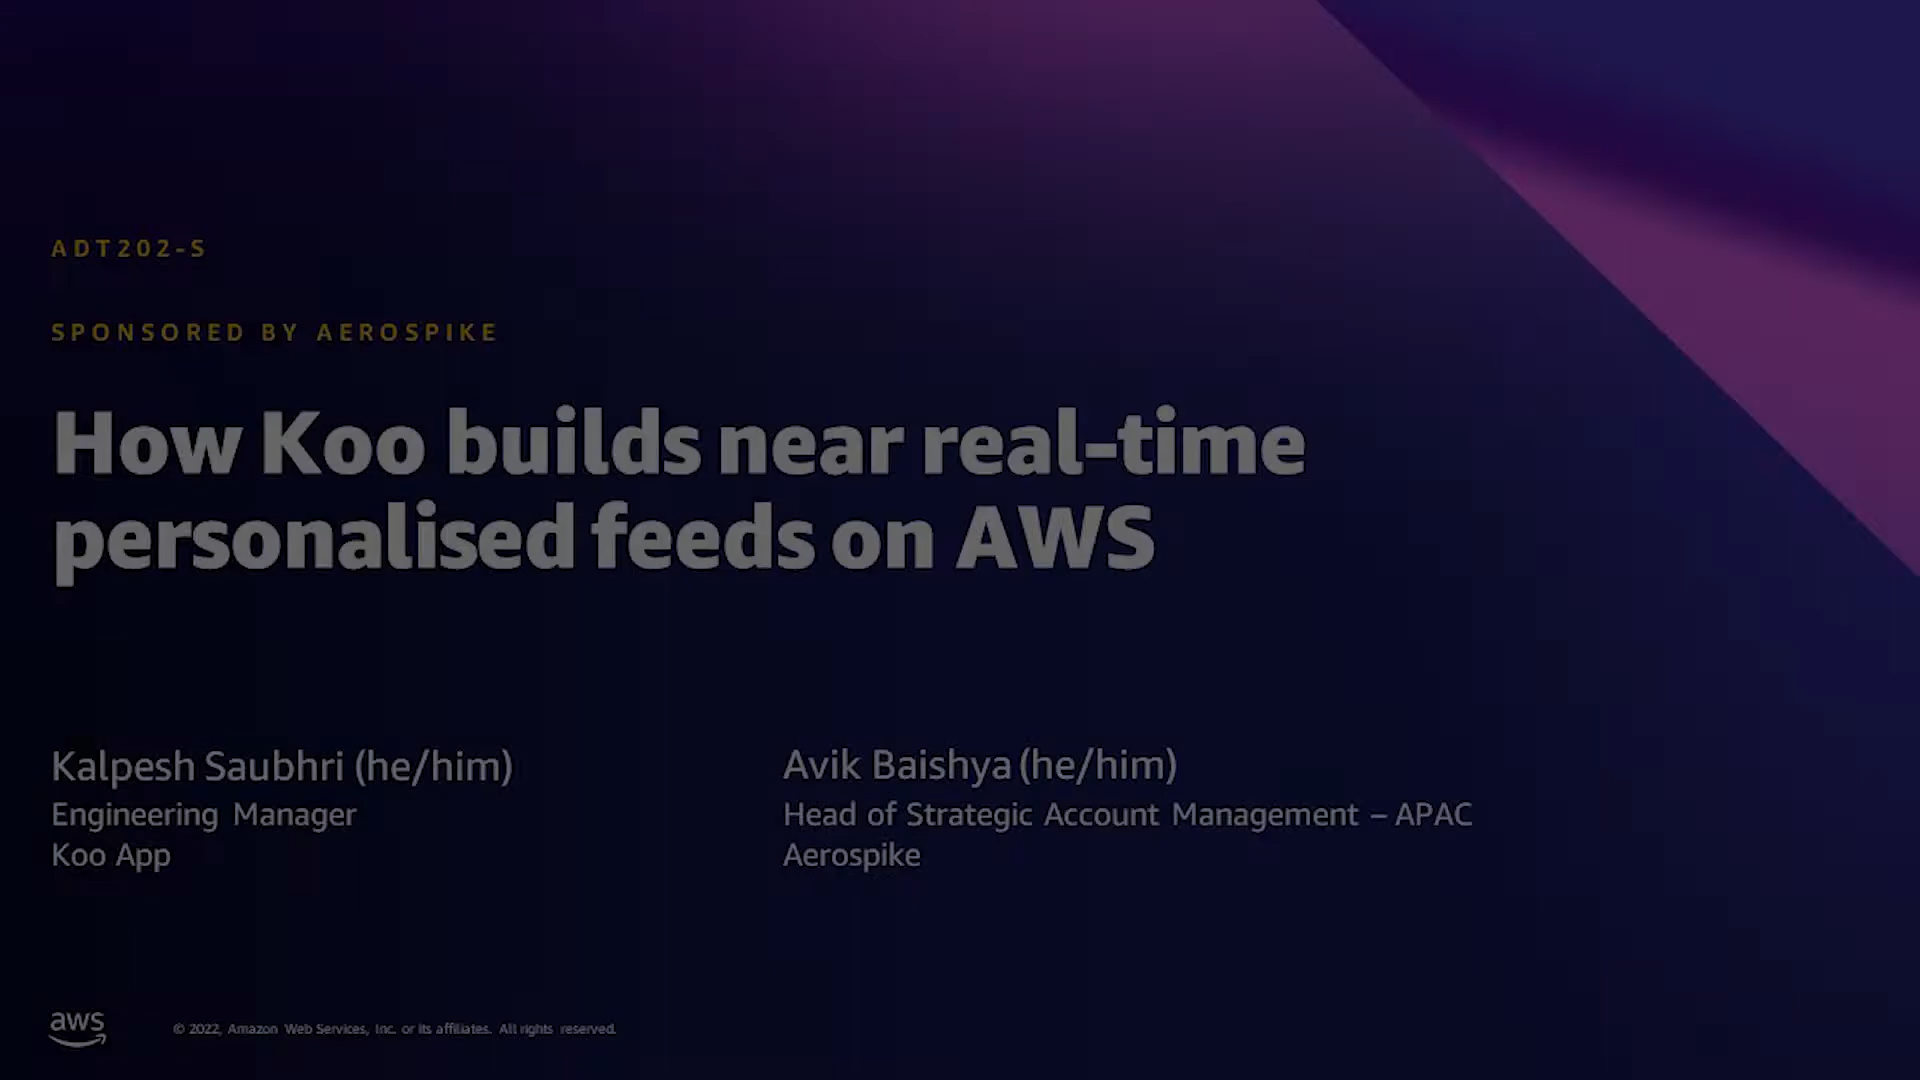 ADT202-S
SPONSORED BY AEROSPIKE
How Koo builds near real-time
personalised feeds on AWS
Kalpesh Saubhri (he/him)
Engineering Manager
Koo App
Avik Baishya (he/him)
Head of Strategic Account Management – APAC
Aerospike
aws
© 2022, Amazon Web Services, Inc. or its affiliates. All rights reserved.